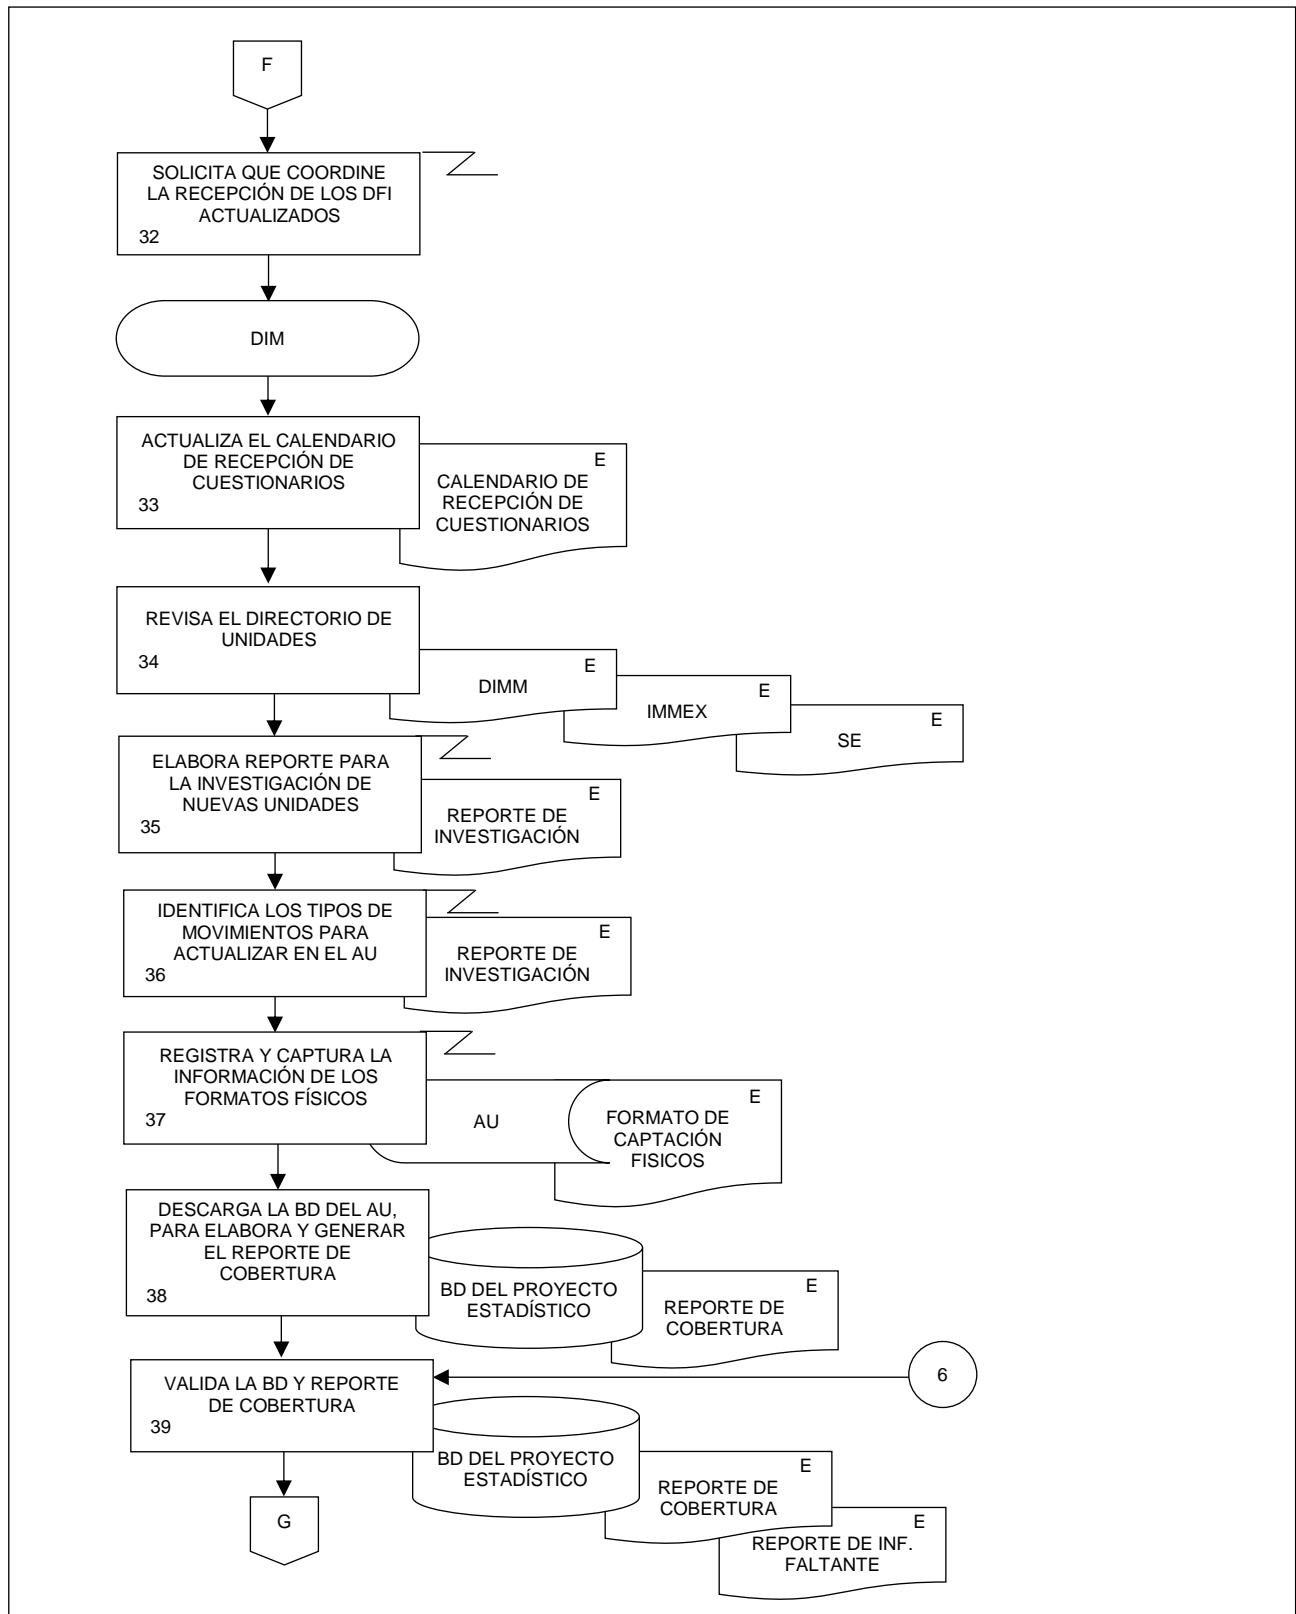 F
SOLICITA QUE COORDINE
LA RECEPCIÓN DE LOS DFI
ACTUALIZADOS
32
DIM
ACTUALIZA EL CALENDARIO
DE RECEPCIÓN DE
CUESTIONARIOS
33
E
CALENDARIO DE
RECEPCIÓN DE
CUESTIONARIOS
REVISA EL DIRECTORIO DE
UNIDADES
34
E
DIMM
E
IMMEX
E
SE
ELABORA REPORTE PARA
LA INVESTIGACIÓN DE
NUEVAS UNIDADES
35
E
REPORTE DE
INVESTIGACIÓN
IDENTIFICA LOS TIPOS DE
MOVIMIENTOS PARA
ACTUALIZAR EN EL AU
36
E
REPORTE DE
INVESTIGACIÓN
REGISTRA Y CAPTURA LA
INFORMACIÓN DE LOS
FORMATOS FÍSICOS
37
AU
E
FORMATO DE
CAPTACIÓN
FISICOS
DESCARGA LA BD DEL AU,
PARA ELABORA Y GENERAR
EL REPORTE DE
COBERTURA
38
BD DEL PROYECTO
ESTADÍSTICO
E
REPORTE DE
COBERTURA
VALIDA LA BD Y REPORTE
DE COBERTURA
39
6
BD DEL PROYECTO
ESTADÍSTICO
E
REPORTE DE
COBERTURA
E
REPORTE DE INF.
FALTANTE
G